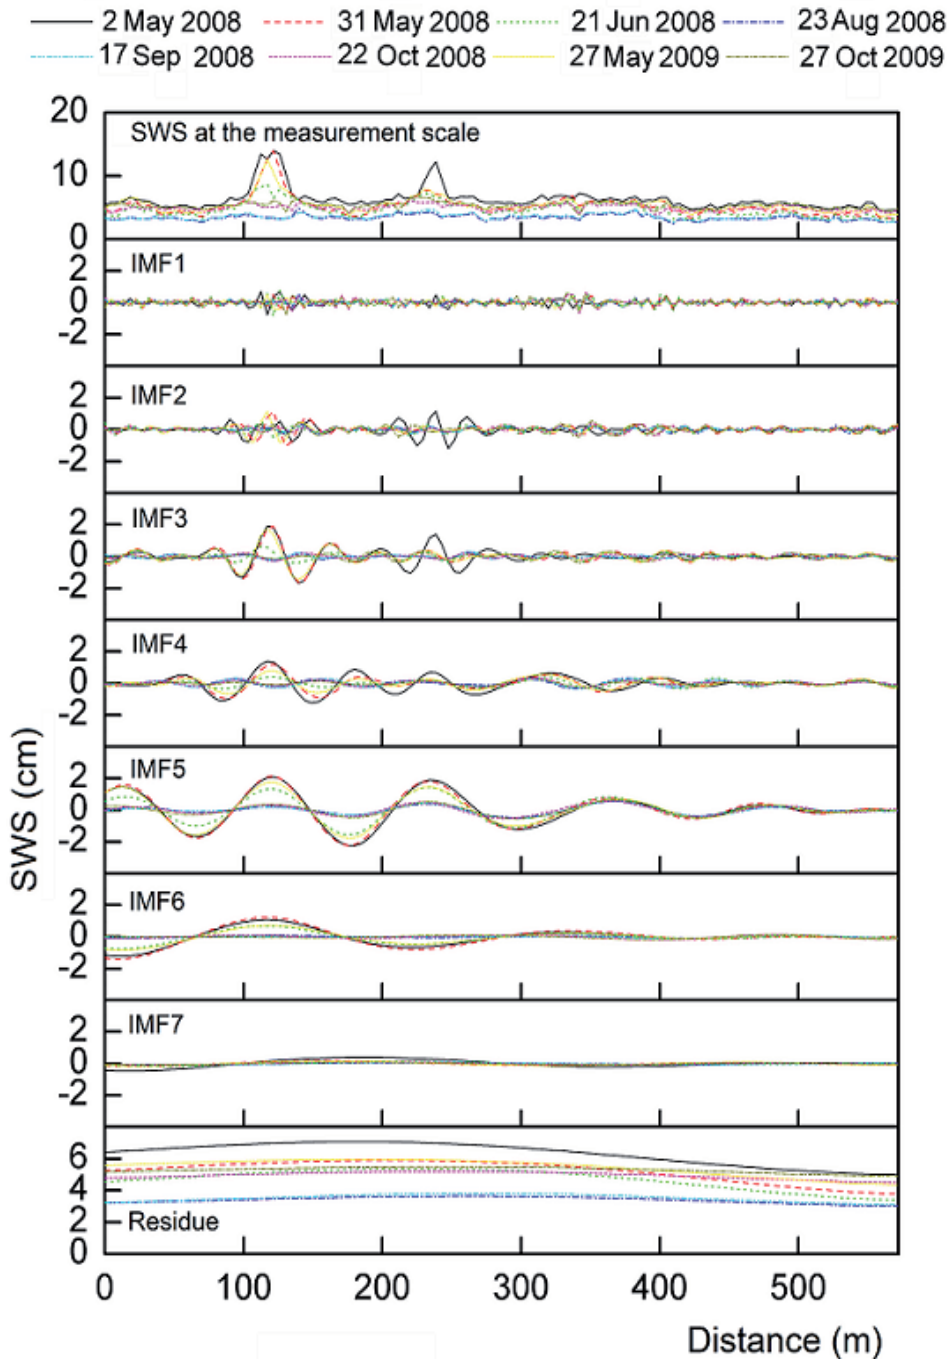 2 May 2008 31 May 2008 21 Jun 2008 23 Aug 2008
17 Sep 2008 22 Oct 2008 27 May 2009 27 Oct 2009
20
SWS at the measurement scale
10
0
IMF1
2
0
-2
IMF2
2
0
-2
IMF3
2
0
-2
IMF4
2
0
-2
IMF5
2
0
-2
IMF6
2
0
-2
IMF7
2
0
-2
6
4
2
Residue
0
0 100 200 300 400 500
SWS (cm)
Distance (m)